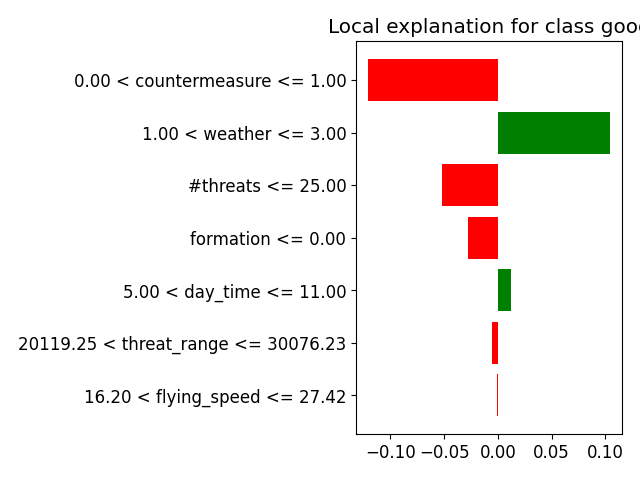 Local explanation for class goo
0.00 < countermeasure <= 1.00
1.00 < weather <= 3.00
#threats <= 25.00
formation <= 0.00
5.00 < day_time <= 11.00
20119.25 < threat_range <= 30076.23
16.20 < flying_speed <= 27.42
−0.10 −0.05 0.00 0.05 0.10